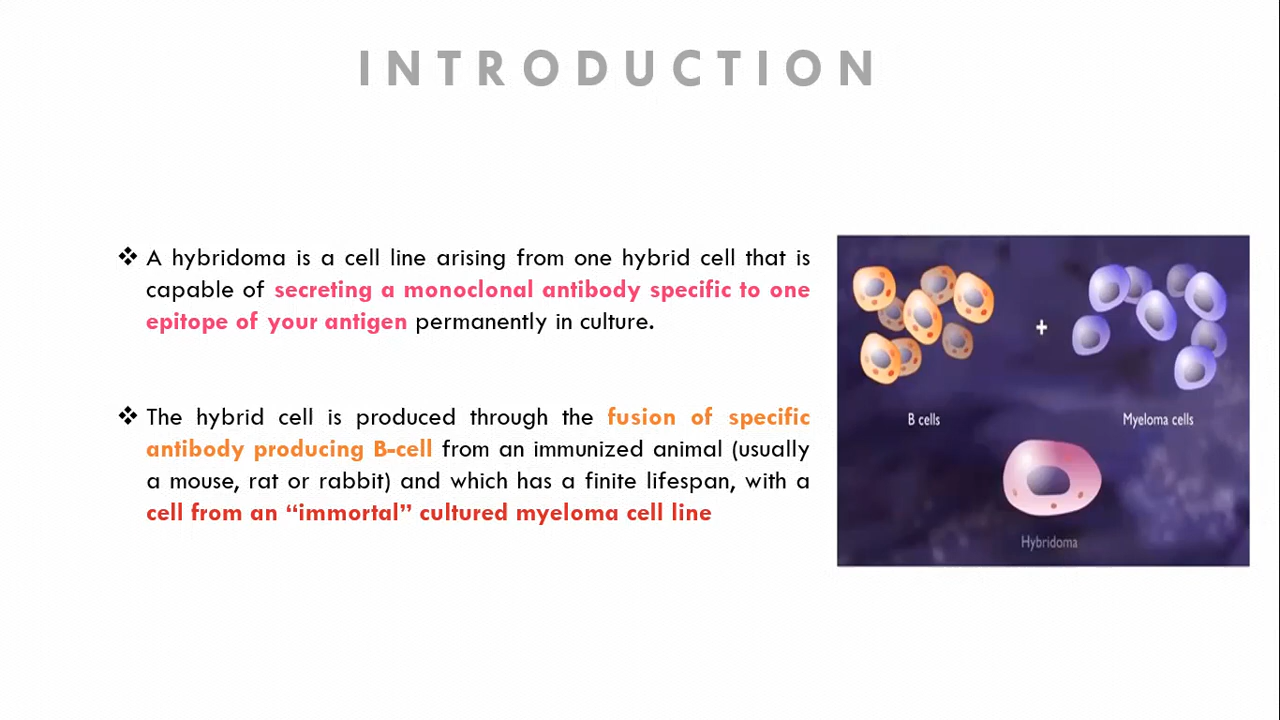 INTRODUCTION
❖ A hybridoma is a cell line arising from one hybrid cell that is
capable of secreting a monoclonal antibody specific to one
epitope of your antigen permanently in culture.
❖ The hybrid cell is produced through the fusion of specific
antibody producing B-cell from an immunized animal (usually
a mouse, rat or rabbit) and which has a finite lifespan, with a
cell from an “immortal” cultured myeloma cell line
+
B cells
Myeloma cells
Hybridoma